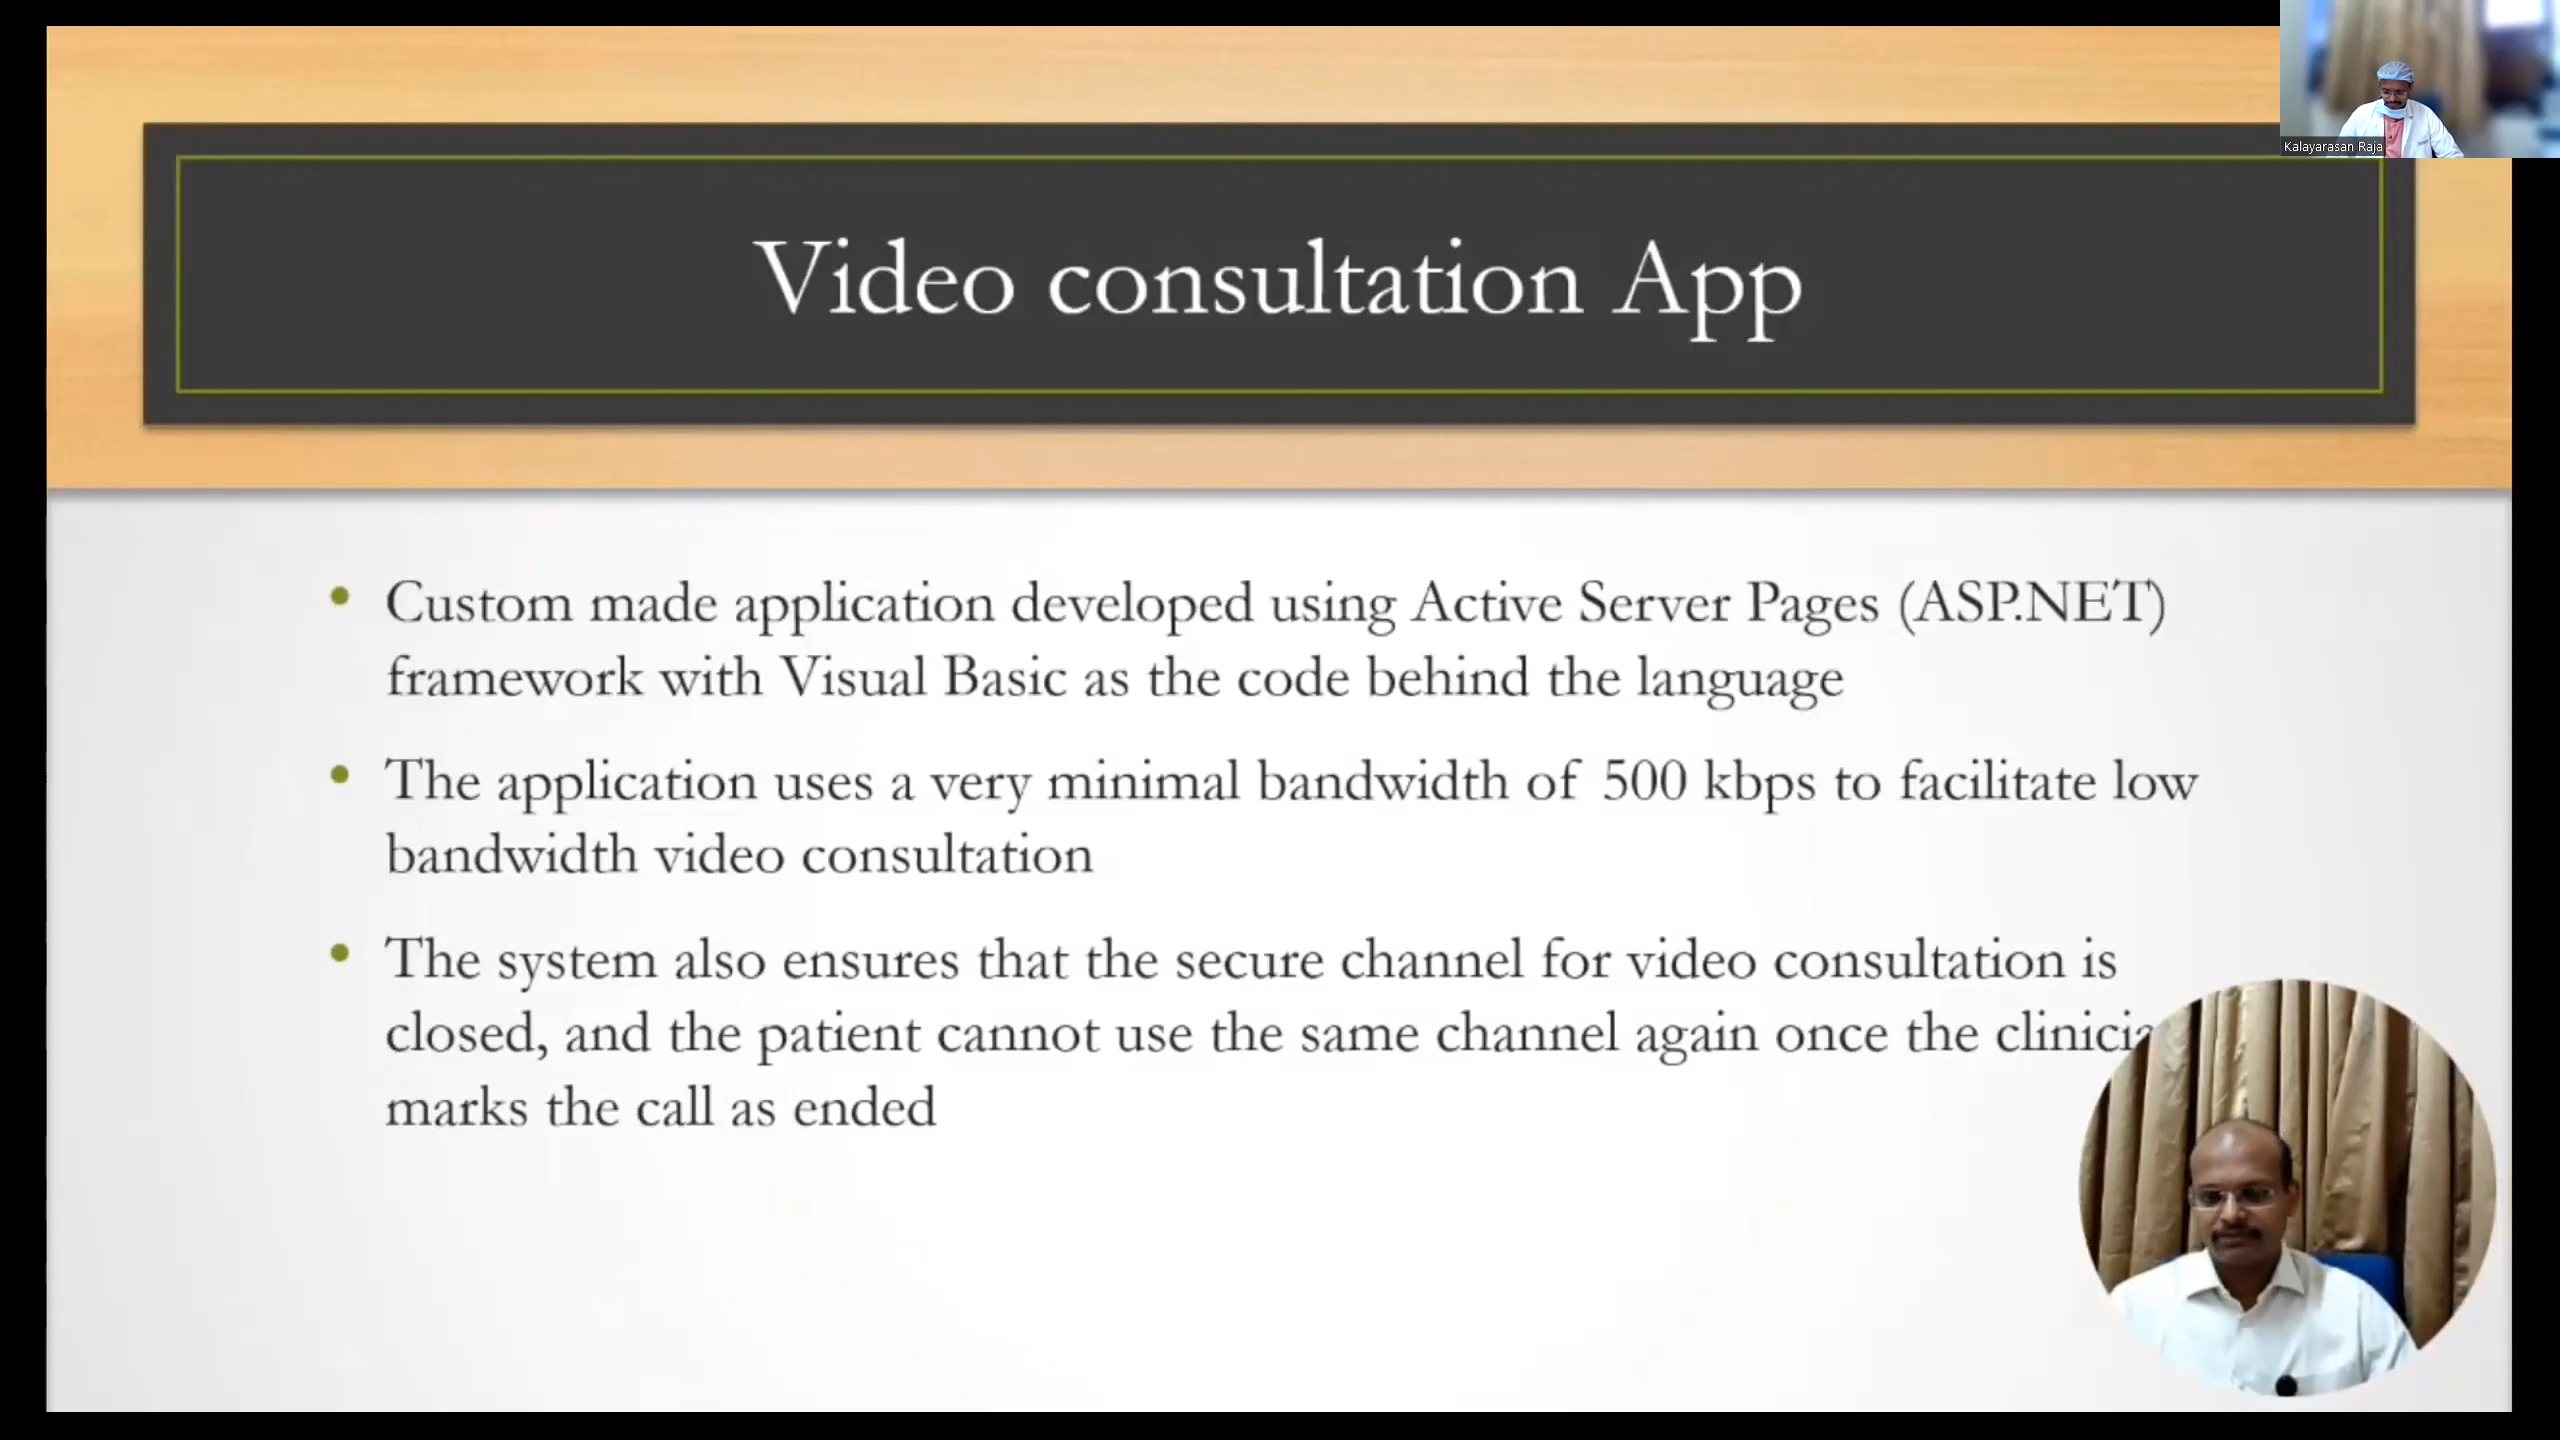 Kalayarasan Raja
Video consultation App
• Custom made application developed using Active Server Pages (ASP.NET)
framework with Visual Basic as the code behind the language
• The application uses a very minimal bandwidth of 500 kbps to facilitate low
bandwidth video consultation
• The system also ensures that the secure channel for video consultation is
closed, and the patient cannot use the same channel again once the
marks the call as ended